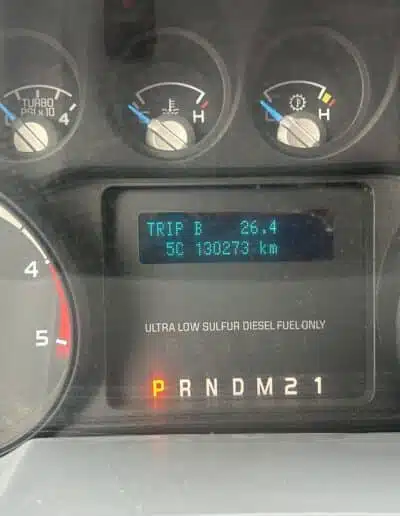 TURBO
PSI x10
4
H
H
TRIP B 26.4
5C 130273 km
4
5
ULTRA LOW SULFUR DIESEL FUEL ONLY
P R N D M 2 1